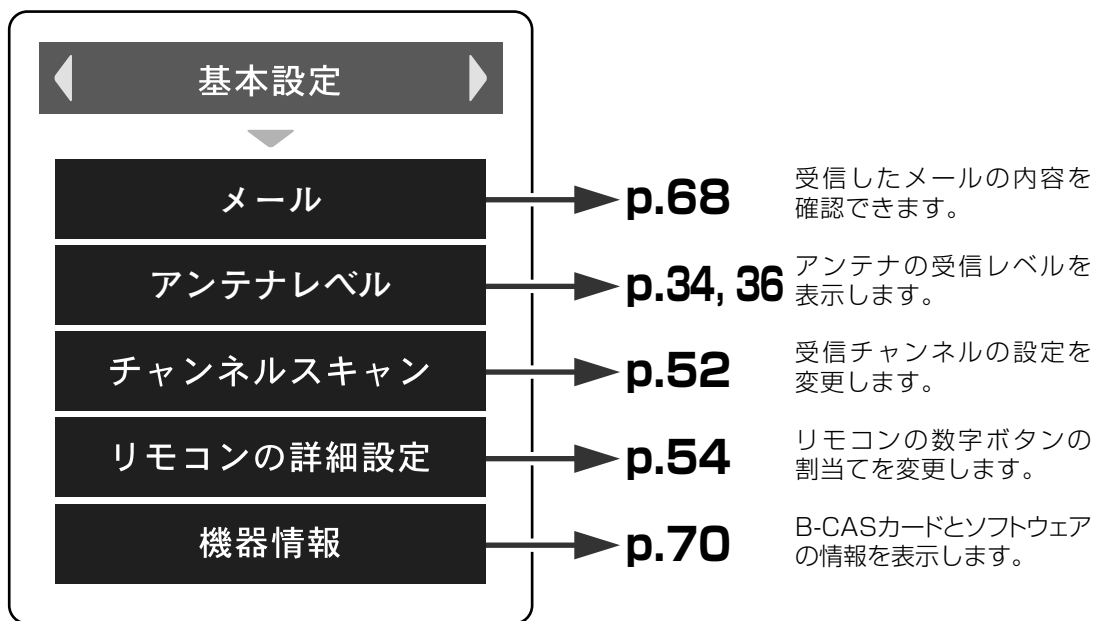 基本設定
メール
p.68
受信したメールの内容を
確認できます。
アンテナレベル
p.34, 36
アンテナの受信レベルを
表示します。
チャンネルスキャン
p.52
受信チャンネルの設定を
変更します。
リモコンの詳細設定
p.54
リモコンの数字ボタンの
割当てを変更します。
機器情報
p.70
B-CASカードとソフトウェア
の情報を表示します。